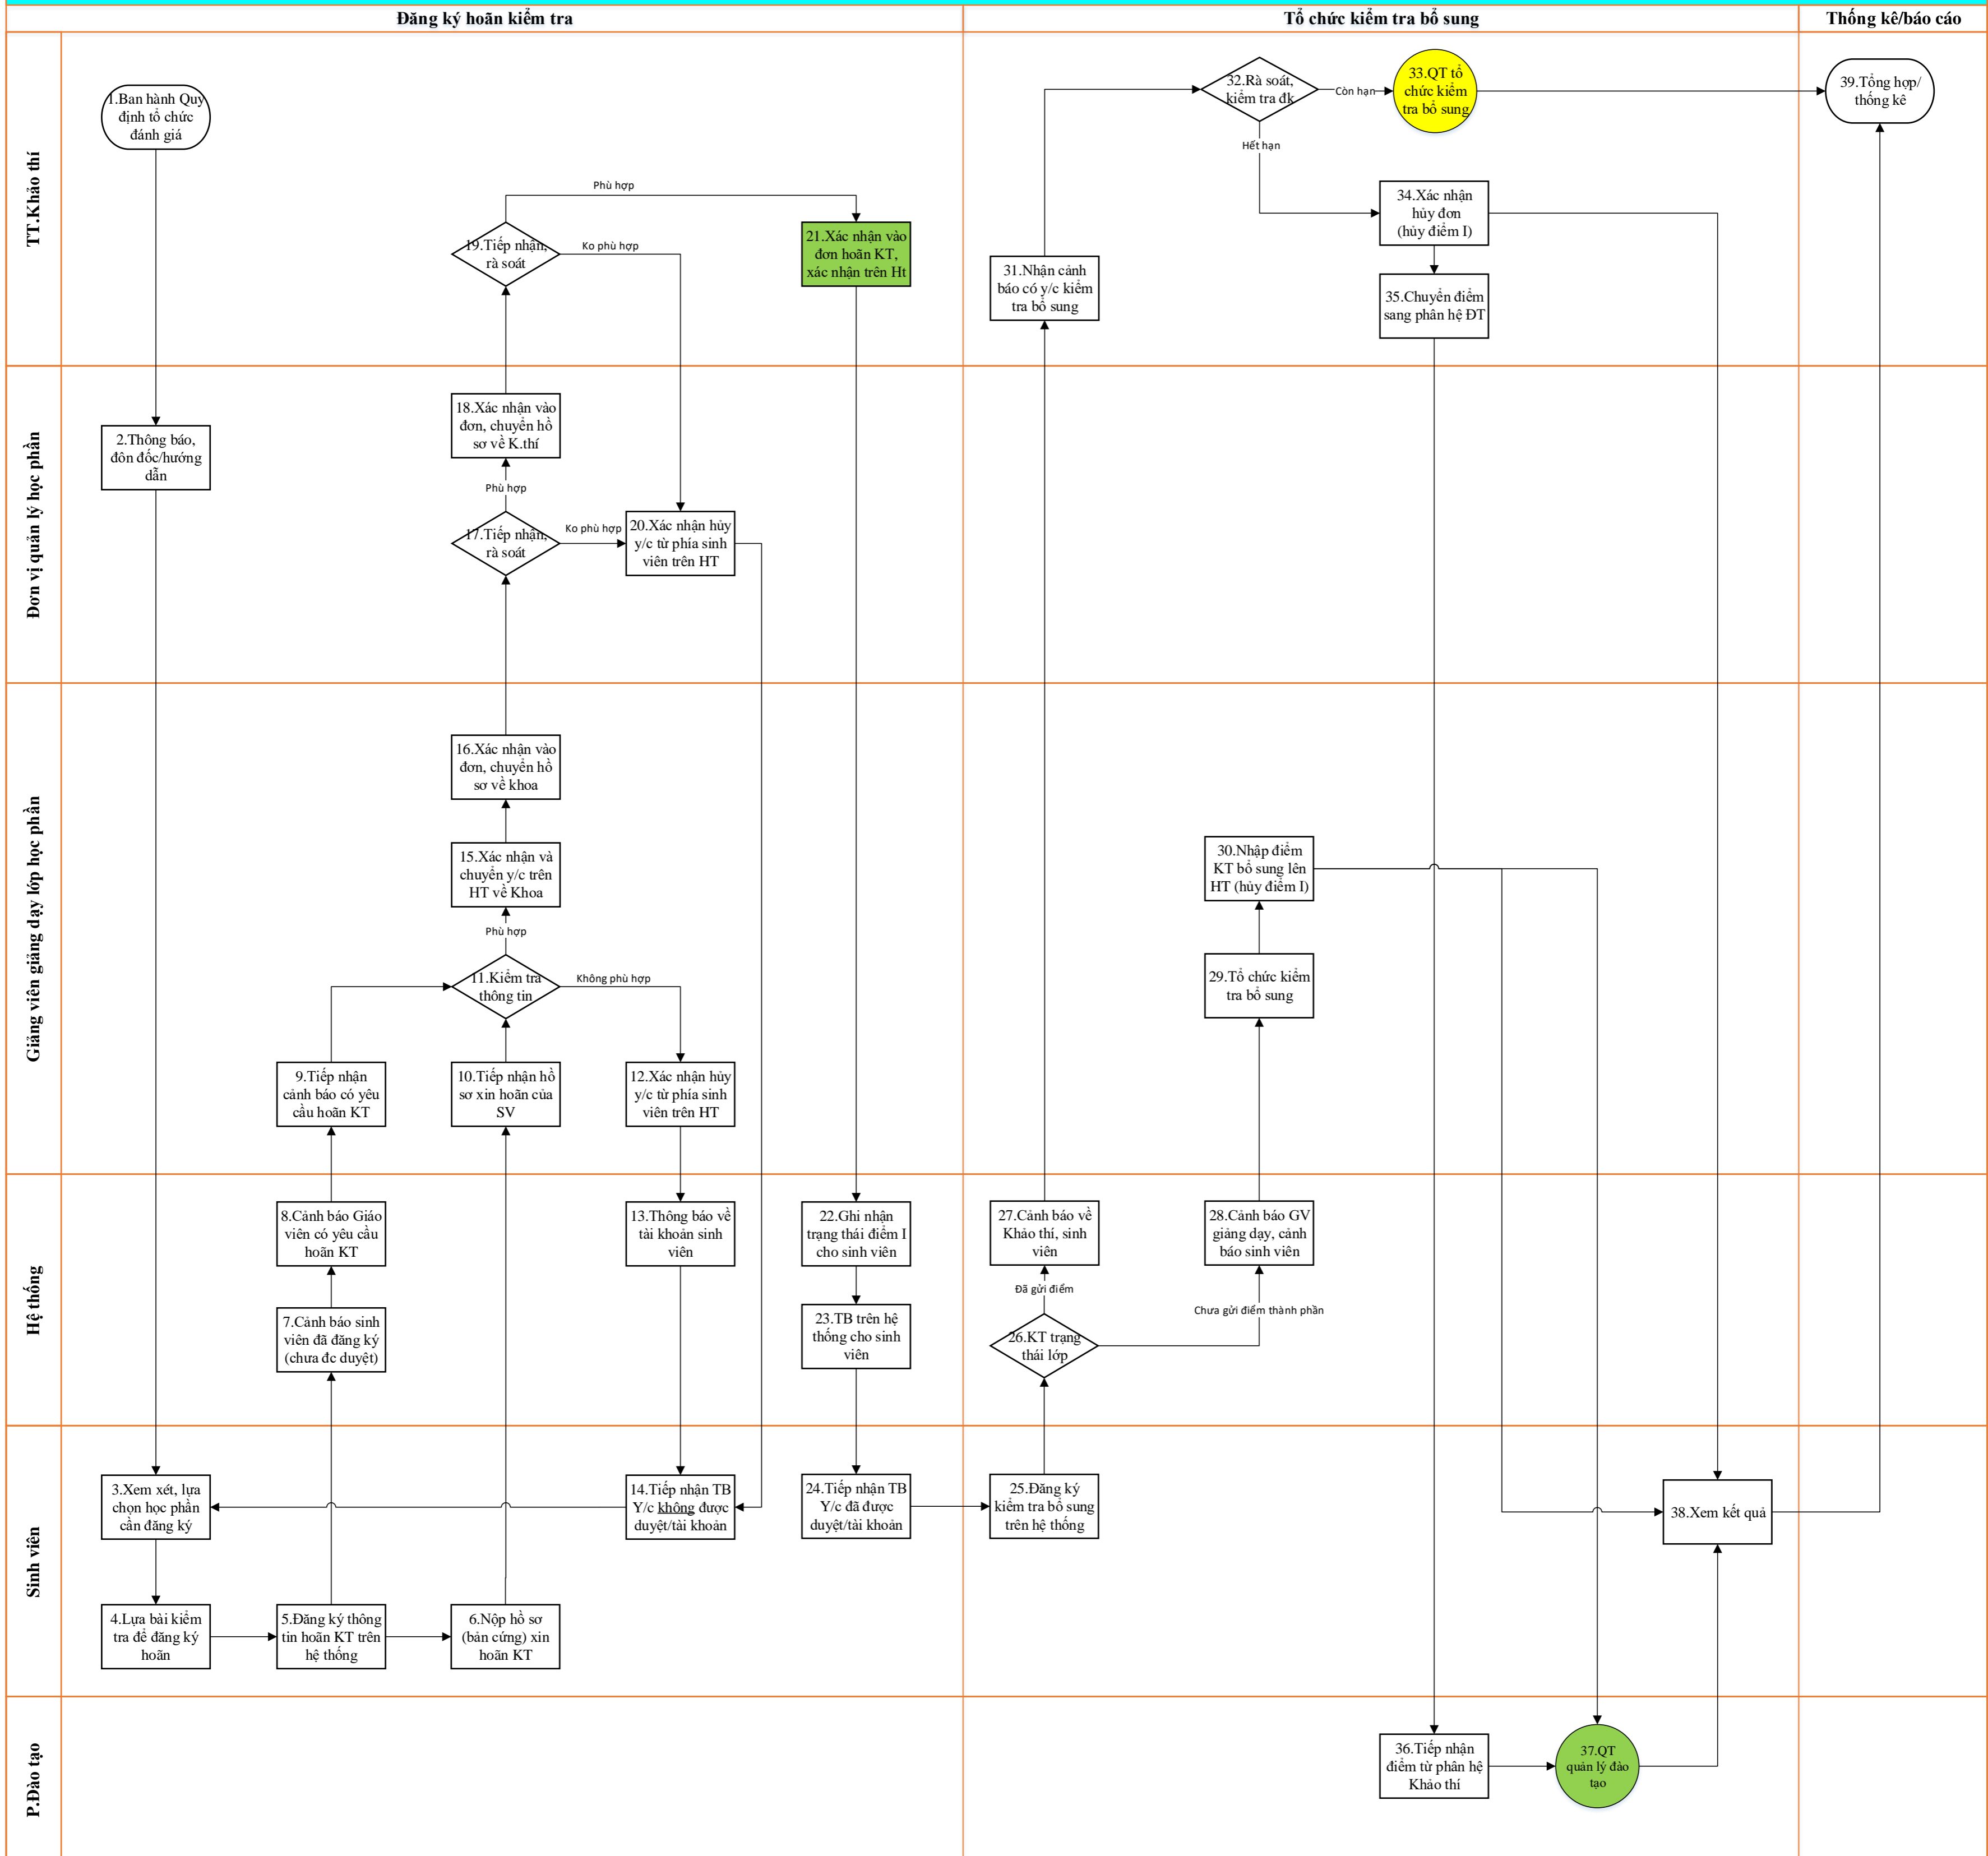 Đăng ký hoãn kiểm tra
Tổ chức kiểm tra bổ sung
Thống kê/báo cáo
TT.Khảo thí
1.Ban hành Quy
định tổ chức
đánh giá
19.Tiếp nhận,
rà soát
Phù hợp
Ko phù hợp
21.Xác nhận vào
đơn hoãn KT,
xác nhận trên Ht
31.Nhận cảnh
báo có y/c kiểm
tra bổ sung
32.Rà soát,
kiểm tra đk
Còn hạn
Hết hạn
33.QT tổ
chức kiểm
tra bổ sung
34.Xác nhận
hủy đơn
(hủy điểm I)
35.Chuyển điểm
sang phân hệ ĐT
39.Tổng hợp/
thống kê
Đơn vị quản lý học phần
2.Thông báo,
đôn đốc/hướng
dẫn
18.Xác nhận vào
đơn, chuyển hồ
sơ về K.thí
Phù hợp
17.Tiếp nhận,
rà soát
Ko phù hợp
20.Xác nhận hủy
y/c từ phía sinh
viên trên HT
Giảng viên giảng dạy lớp học phần
16.Xác nhận vào
đơn, chuyển hồ
sơ về khoa
15.Xác nhận và
chuyển y/c trên
HT về Khoa
Phù hợp
11.Kiểm tra
thông tin
Không phù hợp
9.Tiếp nhận
cảnh báo có yêu
cầu hoãn KT
10.Tiếp nhận hồ
sơ xin hoãn của
SV
12.Xác nhận hủy
y/c từ phía sinh
viên trên HT
30.Nhập điểm
KT bổ sung lên
HT (hủy điểm I)
29.Tổ chức kiểm
tra bổ sung
Hệ thống
8.Cảnh báo Giáo
viên có yêu cầu
hoãn KT
7.Cảnh báo sinh
viên đã đăng ký
(chưa đc duyệt)
13.Thông báo về
tài khoản sinh
viên
22.Ghi nhận
trạng thái điểm I
cho sinh viên
23.TB trên hệ
thống cho sinh
viên
27.Cảnh báo về
Khảo thí, sinh
viên
Đã gửi điểm
26.KT trạng
thái lớp
28.Cảnh báo GV
giảng dạy, cảnh
báo sinh viên
Chưa gửi điểm thành phần
Sinh viên
3.Xem xét, lựa
chọn học phần
cần đăng ký
14.Tiếp nhận TB
Y/c không được
duyệt/tài khoản
24.Tiếp nhận TB
Y/c đã được
duyệt/tài khoản
25.Đăng ký
kiểm tra bổ sung
trên hệ thống
38.Xem kết quả
4.Lựa bài kiểm
tra để đăng ký
hoãn
5.Đăng ký thông
tin hoãn KT trên
hệ thống
6.Nộp hồ sơ
(bản cứng) xin
hoãn KT
P.Đào tạo
36.Tiếp nhận
điểm từ phân hệ
Khảo thí
37.QT
quản lý đào
tạo